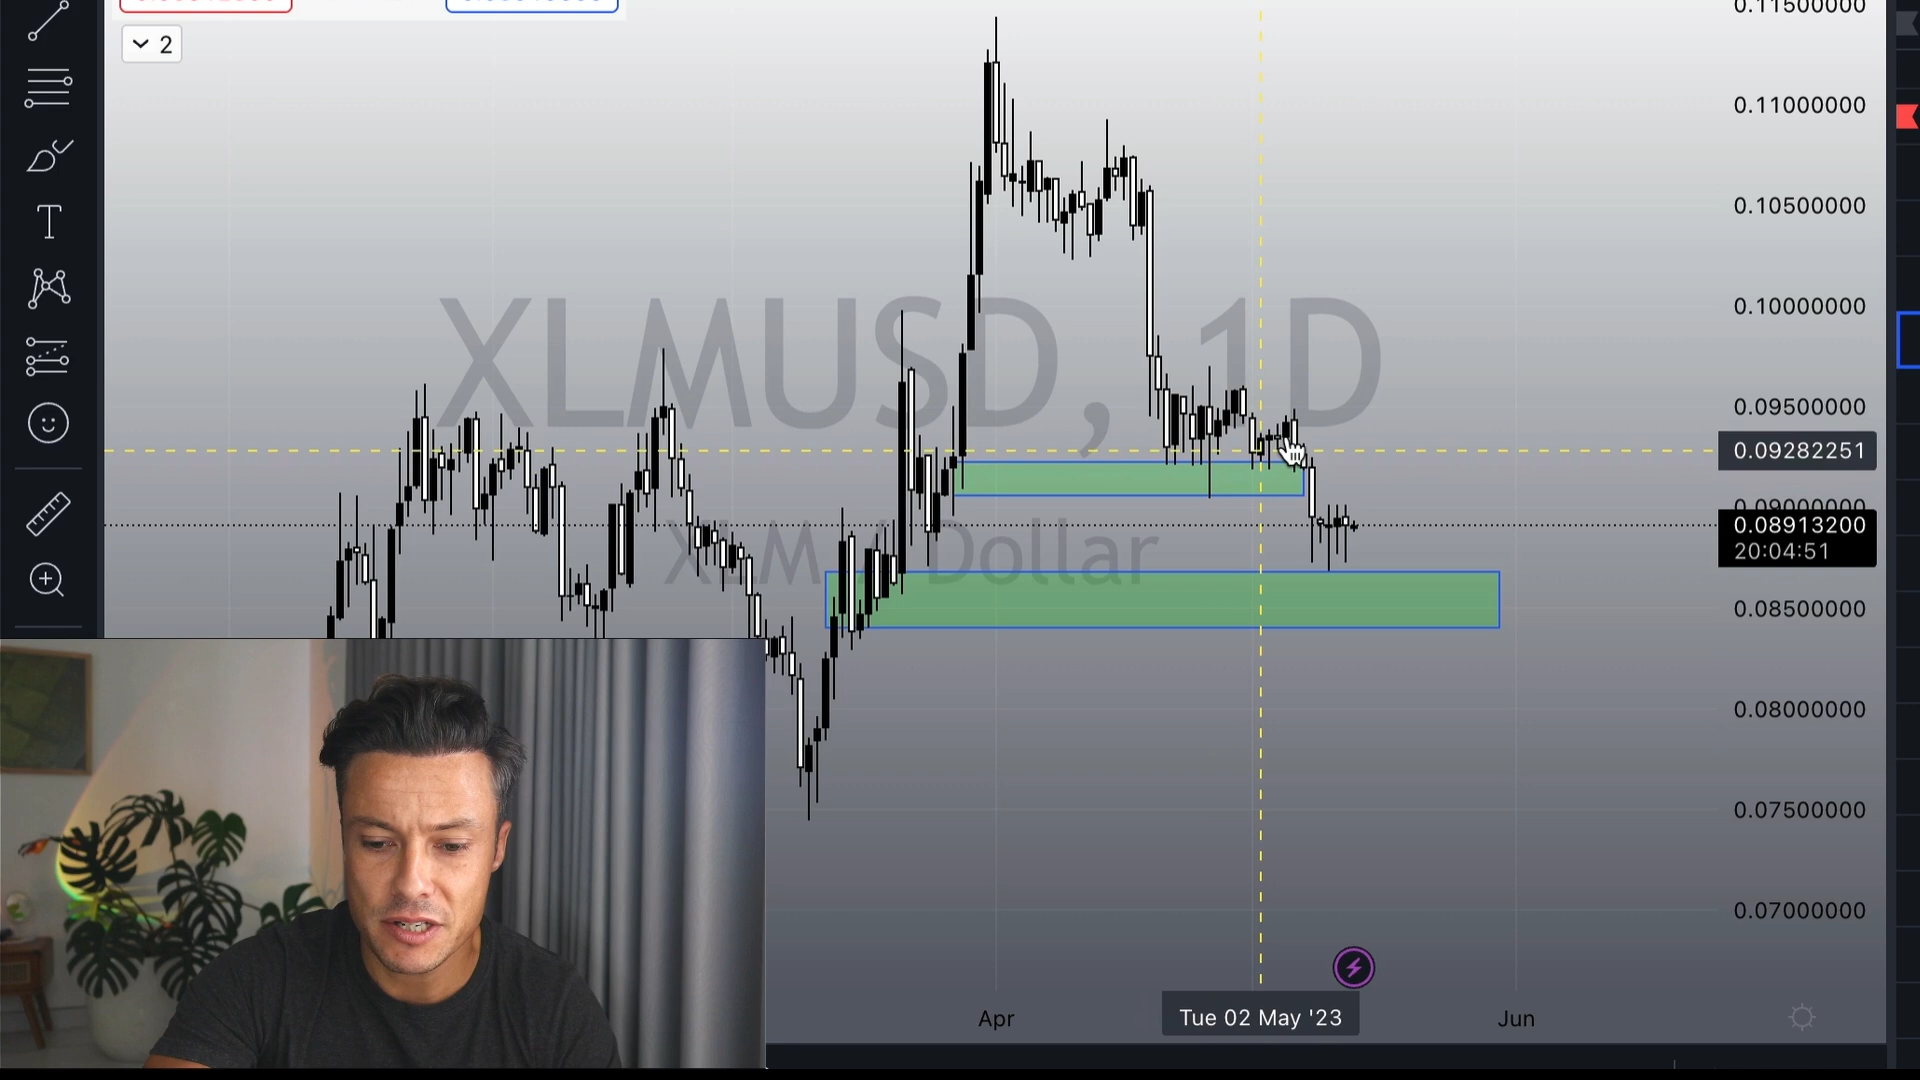 2
0.11500000
0.11000000
0.10500000
0.10000000
0.09500000
0.09282251
0.09000000
0.08913200
20:04:51
0.08500000
0.08000000
0.07500000
0.07000000
XLMUSD, 1D
XLM / Dollar
Apr
Tue 02 May '23
Jun